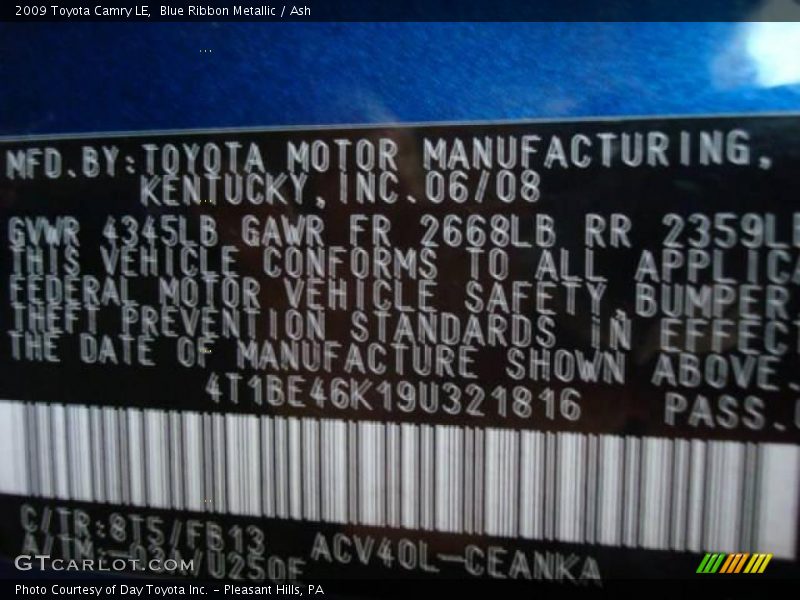 2009 Toyota Camry LE,  Blue Ribbon Metallic / Ash
MFD.BY:TOYOTA MOTOR MANUFACTURING,
KENTUCKY,INC.06/08
GVWR 4345LB GAWR FR 2668LB RR 2359L
THIS VEHICLE CONFORMS TO ALL APPLIC
FEDERAL MOTOR VEHICLE SAFETY,BUMPER
THEFT PREVENTION STANDARDS IN EFFECT
THE DATE OF MANUFACTURE SHOWN ABOVE.
4T1BE46K19U321816 PASS.
C/TR:8T5/FB13
ACV40L-CEANKA
GTCARLOT.COM
Photo Courtesy of Day Toyota Inc. - Pleasant Hills, PA